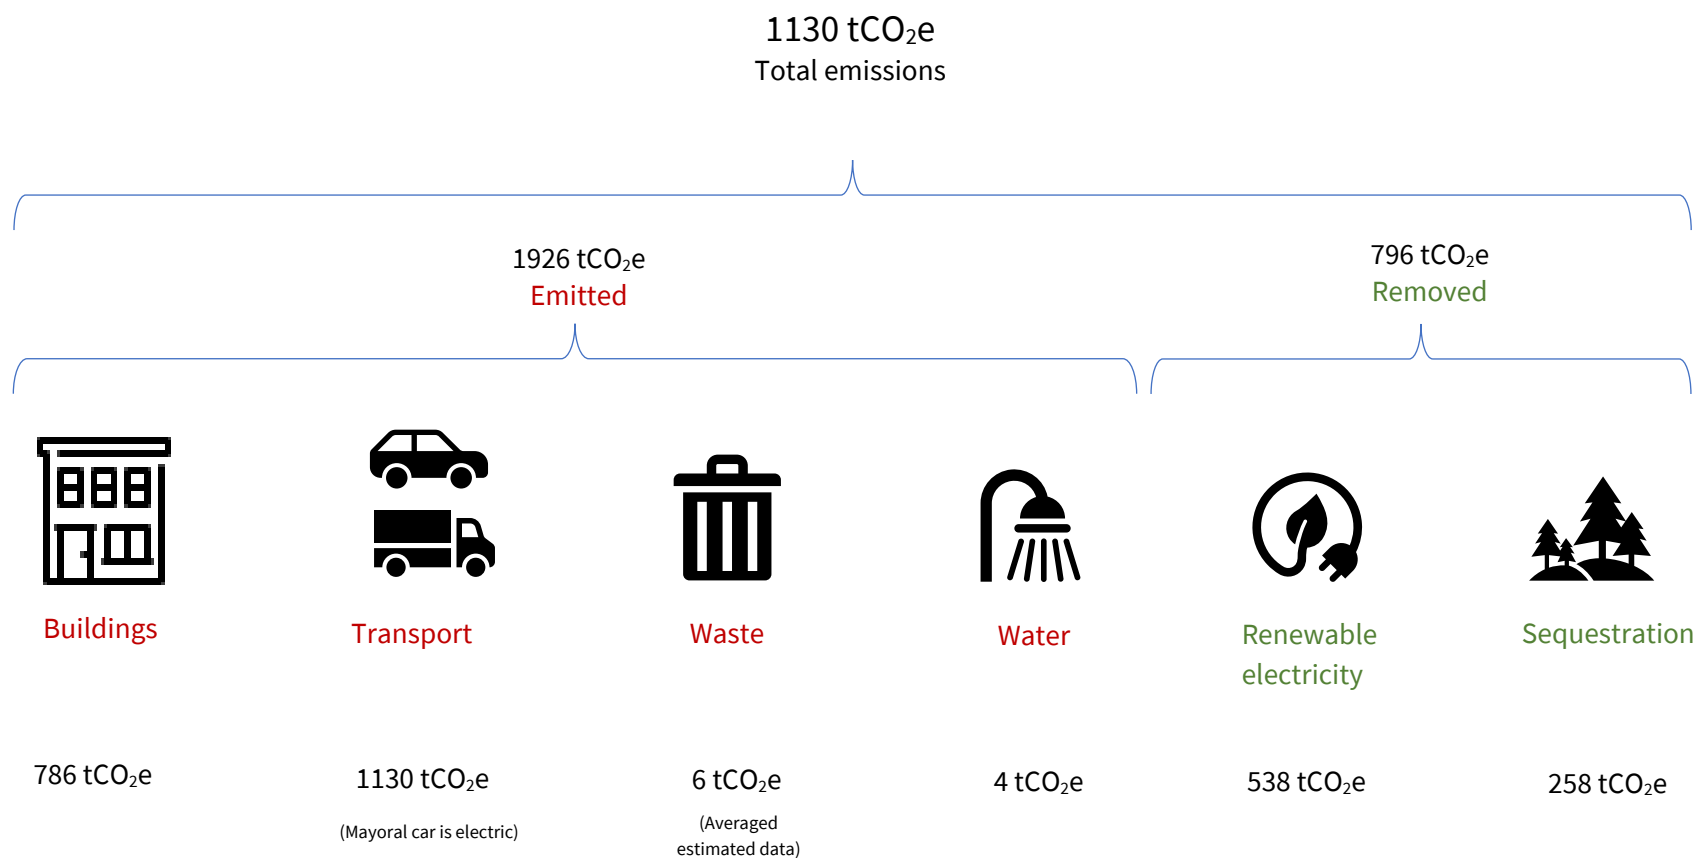 1130 tCO₂e
Total emissions
1926 tCO₂e
Emitted
796 tCO₂e
Removed
Buildings
Transport
Waste
Water
Renewable
electricity
Sequestration
786 tCO₂e
1130 tCO₂e
(Mayoral car is electric)
6 tCO₂e
(Averaged
estimated data)
4 tCO₂e
538 tCO₂e
258 tCO₂e